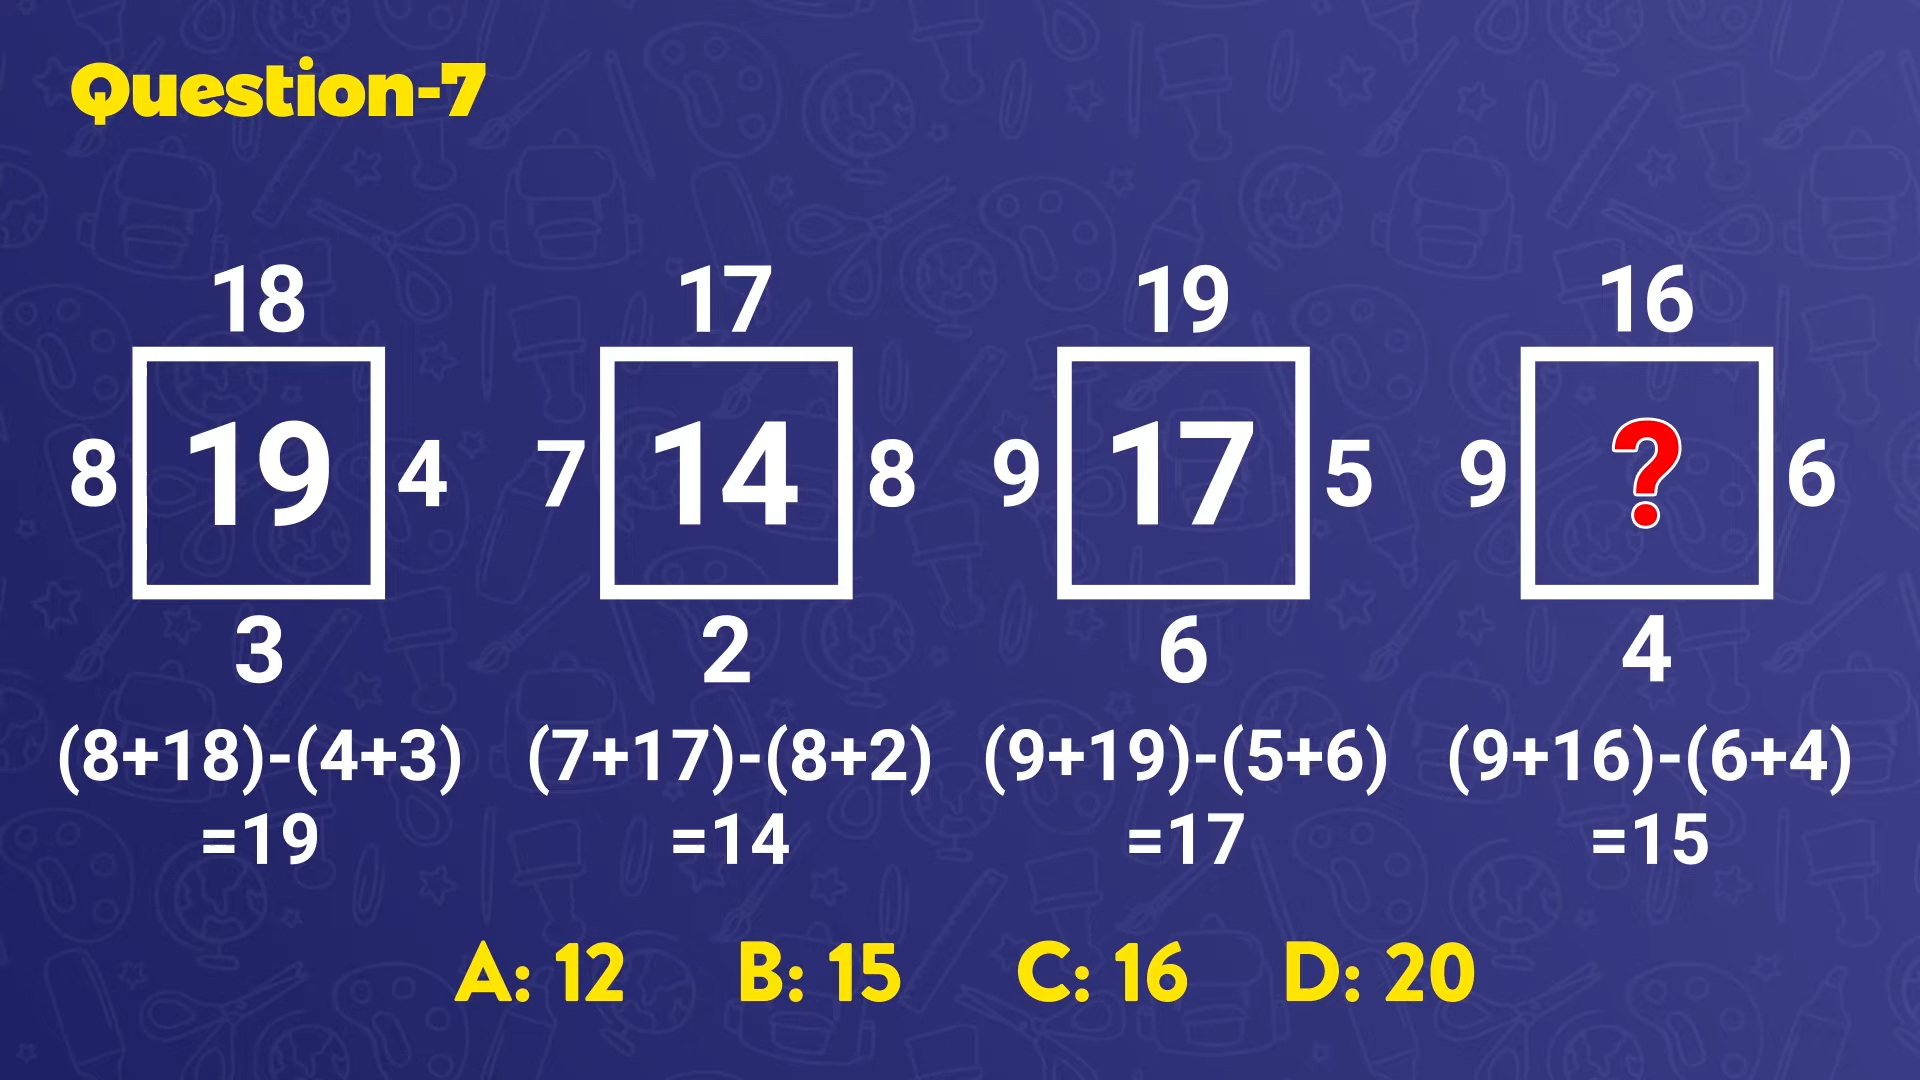 Question-7
18 17 19 16
8 19 4 7 14 8 9 17 5 9 ? 6
3 2 6 4
(8+18)-(4+3) (7+17)-(8+2) (9+19)-(5+6) (9+16)-(6+4)
=19 =14 =17 =15
A: 12 B: 15 C: 16 D: 20